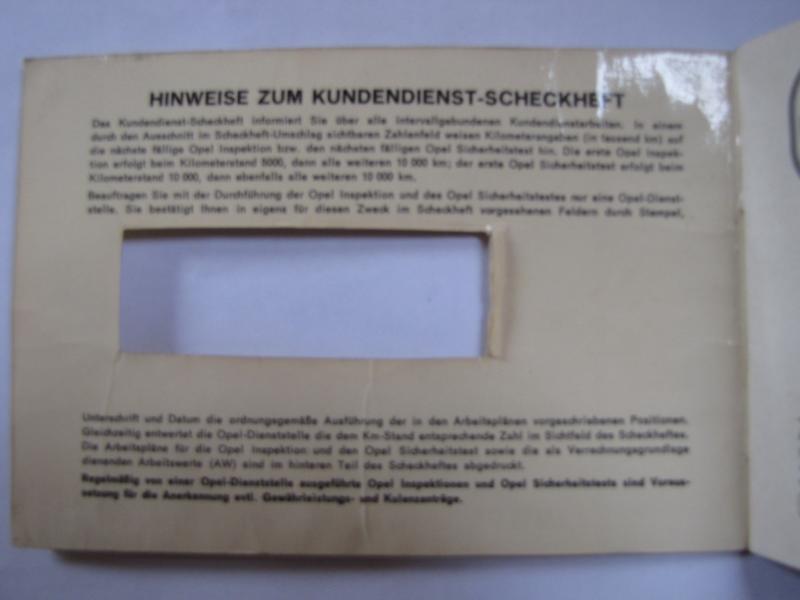 HINWEISE ZUM KUNDENDIENST-SCHECKHEFT
Das Kundendienst-Scheckheft informiert Sie über alle intervallgebundenen Kundendienstarbeiten. In einem
durch den Ausschnitt im Scheckheft-Umschlag sichtbaren Zahlenfeld weisen Kilometerangaben (in tausend km) auf
die nächste fällige Opel Inspektion bzw. den nächsten fälligen Opel Sicherheitstest hin. Die erste Opel Inspek-
tion erfolgt beim Kilometerstand 5000, dann alle weiteren 10 000 km; der erste Opel Sicherheitstest erfolgt beim
Kilometerstand 10 000, dann ebenfalls alle weiteren 10 000 km.
Beauftragen Sie mit der Durchführung der Opel Inspektion und des Opel Sicherheitstestes nur eine Opel-Dienst-
stelle. Sie bestätigt Ihnen in eigens für diesen Zweck im Scheckheft vorgesehenen Feldern durch Stempel,
Unterschrift und Datum die ordnungsgemäße Ausführung der in den Arbeitsplänen vorgeschriebenen Positionen.
Gleichzeitig entwertet die Opel-Dienststelle die dem Km-Stand entsprechende Zahl im Sichtfeld des Scheckheftes.
Die Arbeitspläne für die Opel Inspektion und den Opel Sicherheitstest sowie die als Verrechnungsgrundlage
dienenden Arbeitswerte (AW) sind im hinteren Teil des Scheckheftes abgedruckt.
Regelmäßig von einer Opel-Dienststelle ausgeführte Opel Inspektionen und Opel Sicherheitstests sind Voraus-
setzung für die Anerkennung evtl. Gewährleistungs- und Kulanzanträge.